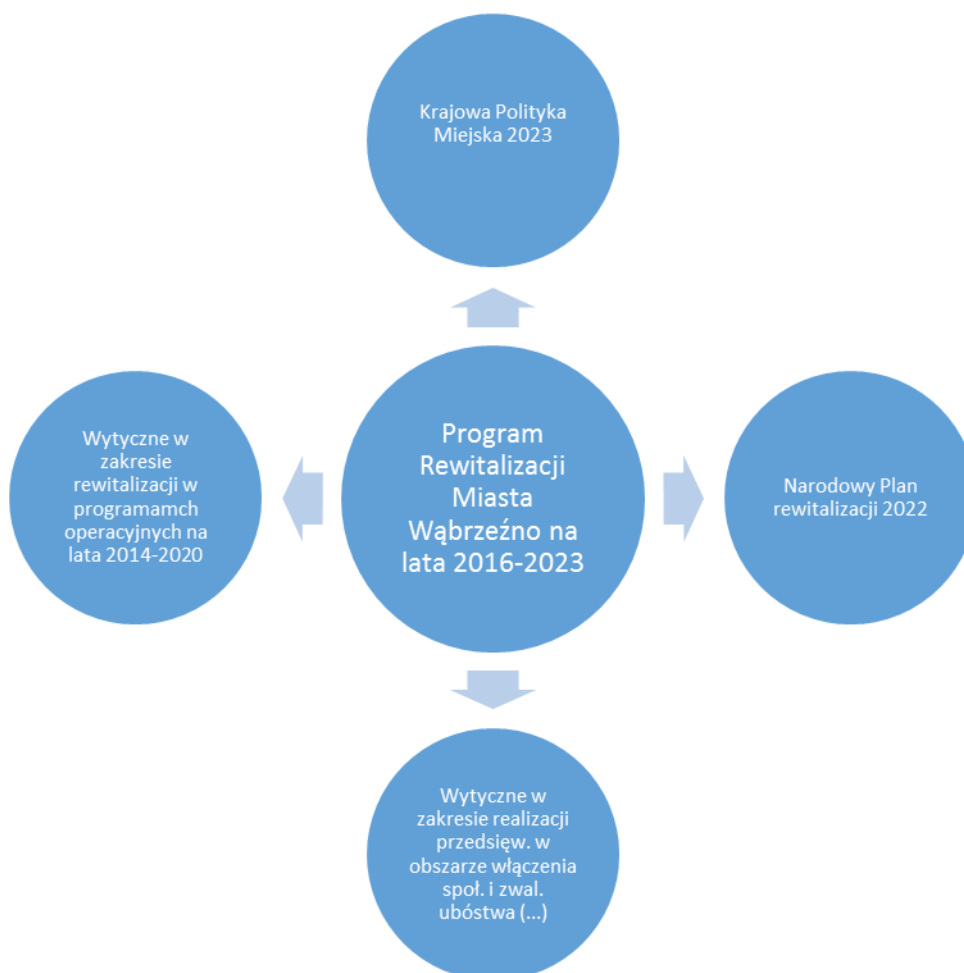 Krajowa Polityka
Miejska 2023
Wytyczne w
zakresie
rewitalizacji w
programamch
operacyjnych na
lata 2014-2020
Program
Rewitalizacji
Miasta
Wąbrzeźno na
lata 2016-2023
Narodowy Plan
rewitalizacji 2022
Wytyczne w
zakresie realizacji
przedsięw. w
obszarze włączenia
społ. i zwal.
ubóstwa (...)